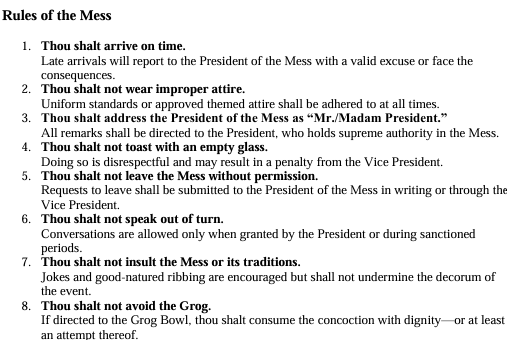 Rules of the Mess
1. Thou shalt arrive on time.
Late arrivals will report to the President of the Mess with a valid excuse or face the
consequences.
2. Thou shalt not wear improper attire.
Uniform standards or approved themed attire shall be adhered to at all times.
3. Thou shalt address the President of the Mess as “Mr./Madam President.”
All remarks shall be directed to the President, who holds supreme authority in the Mess.
4. Thou shalt not toast with an empty glass.
Doing so is disrespectful and may result in a penalty from the Vice President.
5. Thou shalt not leave the Mess without permission.
Requests to leave shall be submitted to the President of the Mess in writing or through the
Vice President.
6. Thou shalt not speak out of turn.
Conversations are allowed only when granted by the President or during sanctioned
periods.
7. Thou shalt not insult the Mess or its traditions.
Jokes and good-natured ribbing are encouraged but shall not undermine the decorum of
the event.
8. Thou shalt not avoid the Grog.
If directed to the Grog Bowl, thou shalt consume the concoction with dignity—or at least
an attempt thereof.